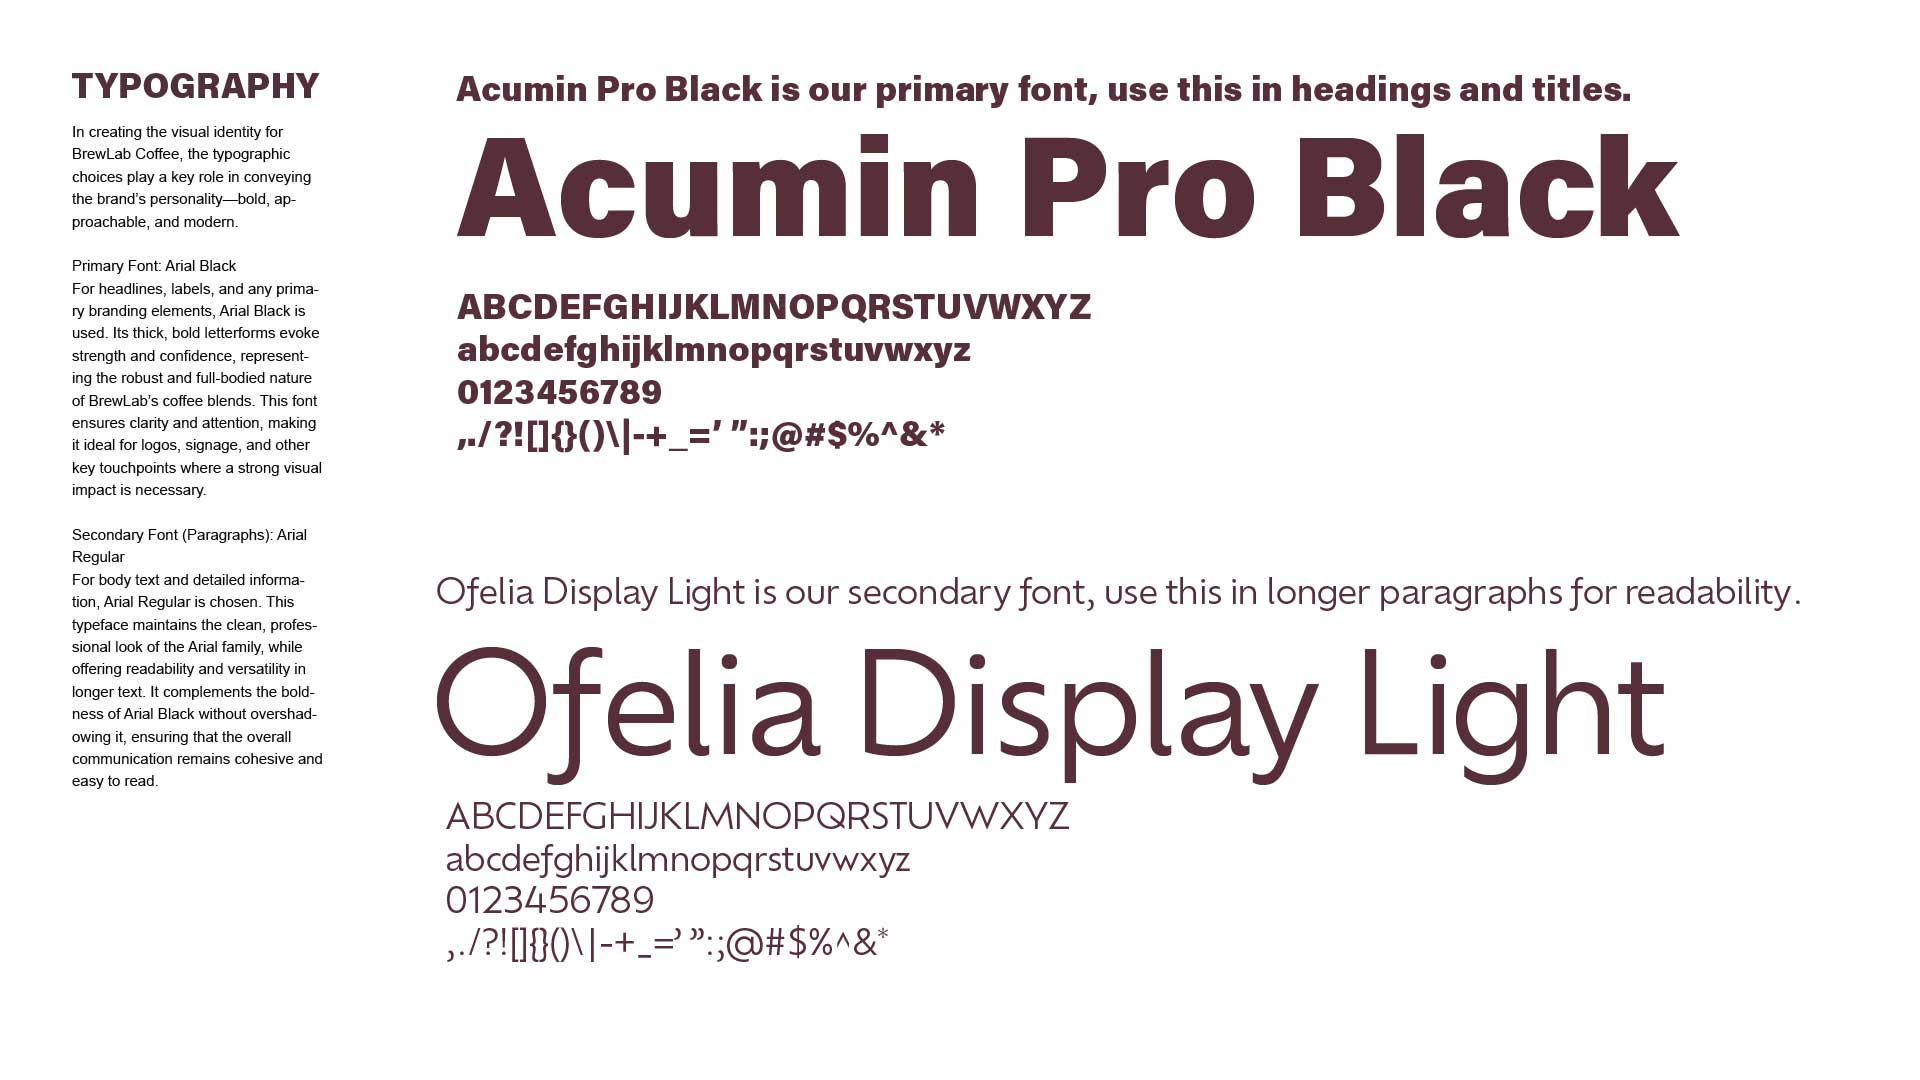 TYPOGRAPHY
In creating the visual identity for
BrewLab Coffee, the typographic
choices play a key role in conveying
the brand’s personality—bold, ap-
proachable, and modern.
Primary Font: Arial Black
For headlines, labels, and any prima-
ry branding elements, Arial Black is
used. Its thick, bold letterforms evoke
strength and confidence, represent-
ing the robust and full-bodied nature
of BrewLab’s coffee blends. This font
ensures clarity and attention, making
it ideal for logos, signage, and other
key touchpoints where a strong visual
impact is necessary.
Secondary Font (Paragraphs): Arial
Regular
For body text and detailed informa-
tion, Arial Regular is chosen. This
typeface maintains the clean, profes-
sional look of the Arial family, while
offering readability and versatility in
longer text. It complements the bold-
ness of Arial Black without overshad-
owing it, ensuring that the overall
communication remains cohesive and
easy to read.
Acumin Pro Black is our primary font, use this in headings and titles.
Acumin Pro Black
ABCDEFGHIJKLMNOPQRSTUVWXYZ
abcdefghijklmnopqrstuvwxyz
0123456789
,./?![]{}()\|-+_=’ ”:;@#$%^&*
Ofelia Display Light is our secondary font, use this in longer paragraphs for readability.
Ofelia Display Light
ABCDEFGHIJKLMNOPQRSTUVWXYZ
abcdefghijklmnopqrstuvwxyz
0123456789
,./?![]{}()\|-+_=’ ”:;@#$%^&*